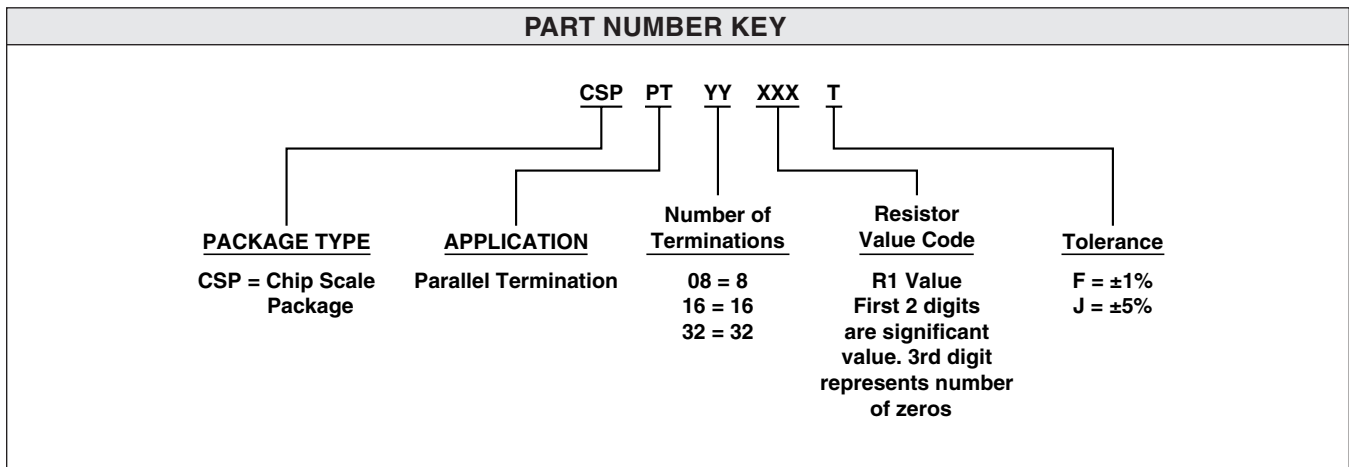 PART NUMBER KEY
CSP PT YY XXX T
PACKAGE TYPE
CSP = Chip Scale
Package
APPLICATION
Parallel Termination
Number of
Terminations
08 = 8
16 = 16
32 = 32
Resistor
Value Code
R1 Value
First 2 digits
are significant
value. 3rd digit
represents number
of zeros
Tolerance
F = ±1%
J = ±5%